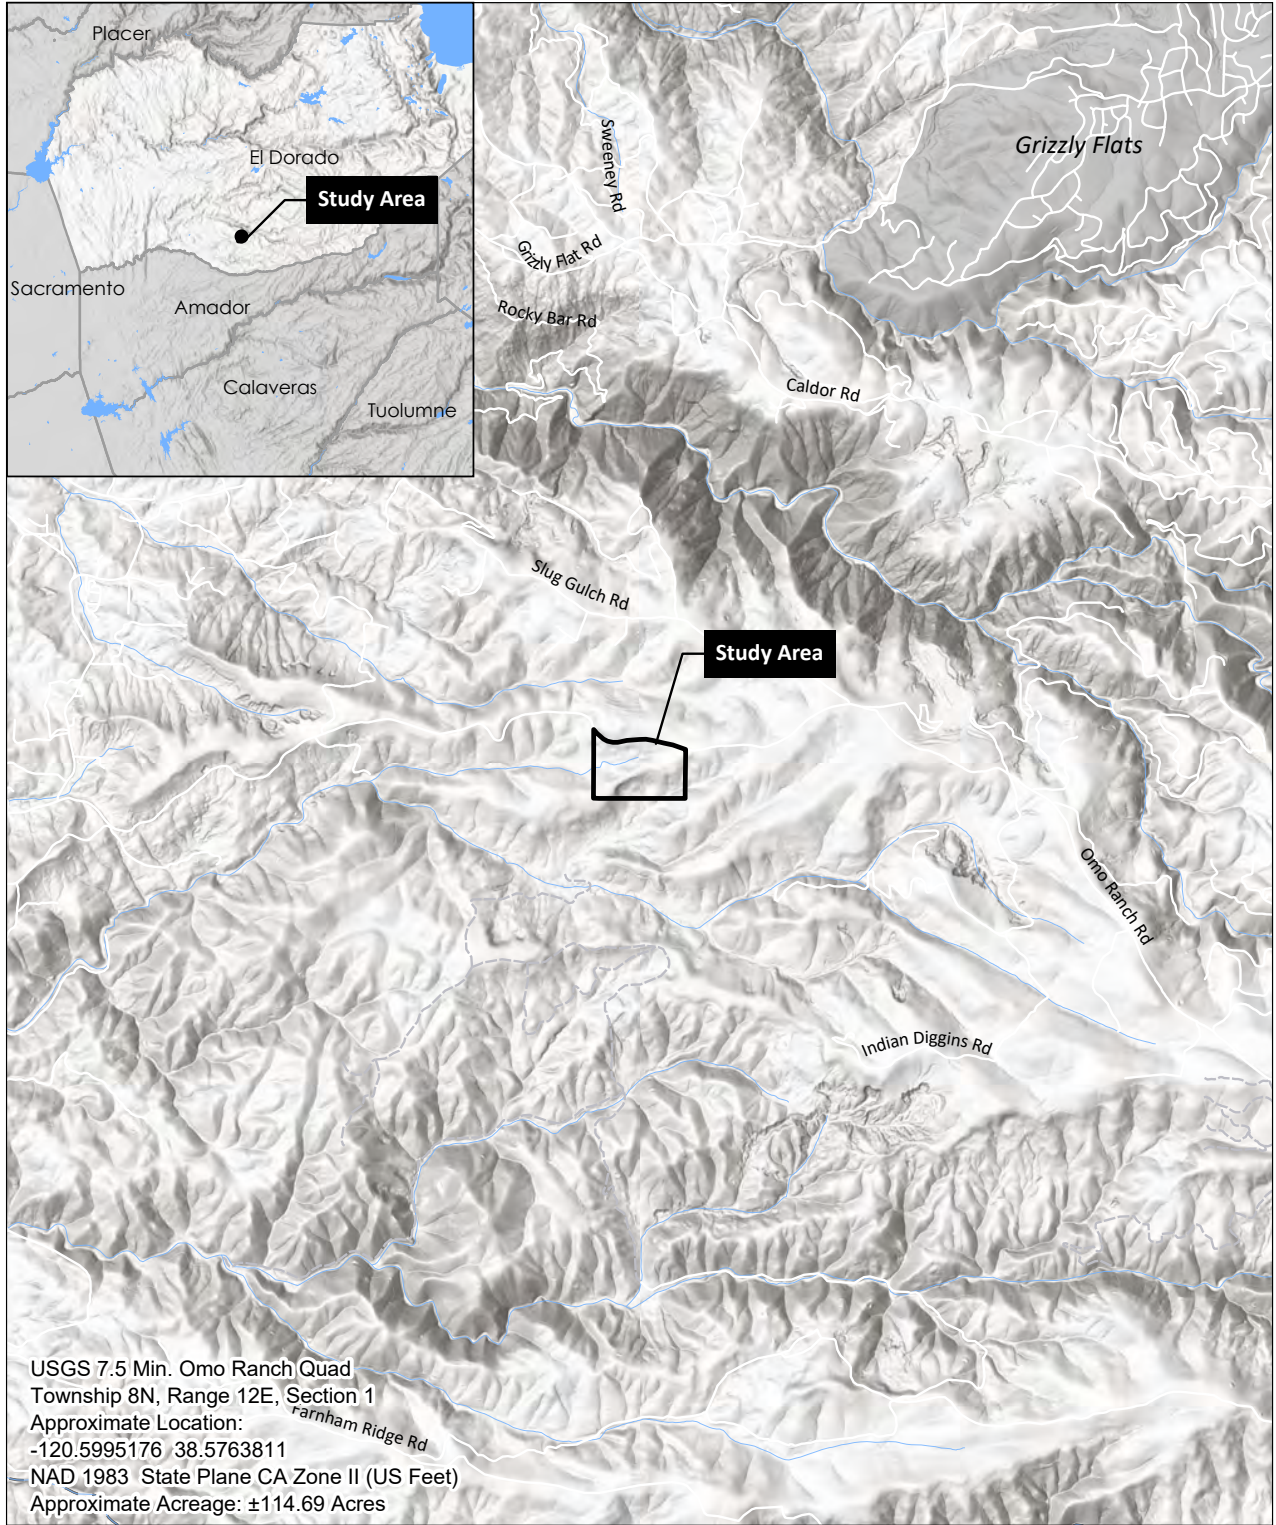 Placer
El Dorado
Study Area
Sacramento
Amador
Calaveras
Tuolumne
Sweeney Rd
Grizzly Flats
Grizzly Flat Rd
Rocky Bar Rd
Caldor Rd
Slug Gulch Rd
Study Area
Omo Ranch Rd
Indian Diggins Rd
USGS 7.5 Min. Omo Ranch Quad
Township 8N, Range 12E, Section 1
Approximate Location:
Farnham Ridge Rd
-120.5995176 38.5763811
NAD 1983 State Plane CA Zone II (US Feet)
Approximate Acreage: ±114.69 Acres